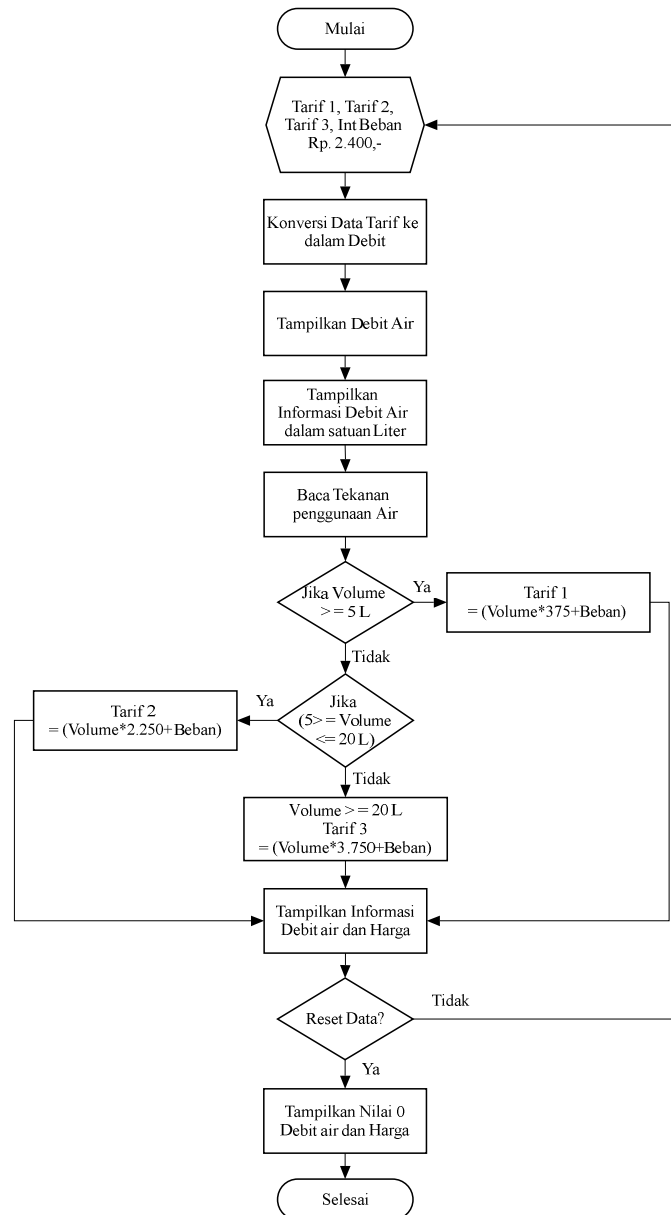 Mulai
Tarif 1, Tarif 2,
Tarif 3, Int Beban
Rp. 2.400,-
Konversi Data Tarif ke
dalam Debit
Tampilkan Debit Air
Tampilkan
Informasi Debit Air
dalam satuan Liter
Baca Tekanan
penggunaan Air
Jika Volume
>= 5 L
Ya
Tarif 1
= (Volume*375+Beban)
Tidak
Jika
(5>= Volume
<= 20 L)
Ya
Tarif 2
= (Volume*2.250+Beban)
Tidak
Volume >= 20 L
Tarif 3
= (Volume*3.750+Beban)
Tampilkan Informasi
Debit air dan Harga
Reset Data?
Tidak
Ya
Tampilkan Nilai 0
Debit air dan Harga
Selesai